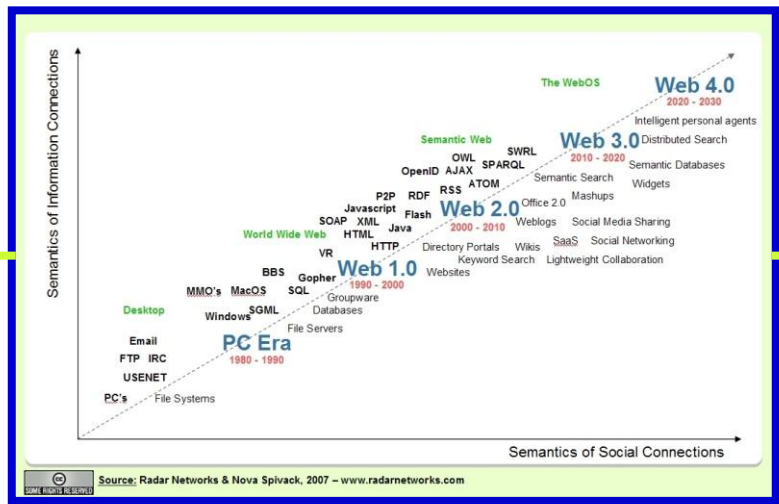 Semantics of Information Connections
The WebOS
Web 4.0
2020 - 2030
Intelligent personal agents
Semantic Web
SWRL
Web 3.0
Distributed Search
2010 - 2020
OWL
SPARQL
OpenID
AJAX
Semantic Databases
Semantic Search
Widgets
ATOM
RSS
Mashups
P2P
RDF
Office 2.0
Javascript
Flash
Web 2.0
2000 - 2010
SOAP
XML
Java
Weblogs
Social Media Sharing
World Wide Web
HTML
HTTP
Directory Portals
Wikis
SaaS
Social Networking
VR
Keyword Search
Lightweight Collaboration
BBS
Gopher
Web 1.0
1990 - 2000
Websites
MMO's
MacOS
SQL
Groupware
Desktop
Windows
SGML
Databases
File Servers
Email
PC Era
1980 - 1990
FTP
IRC
USENET
PC's
File Systems
Semantics of Social Connections
cc
SOME RIGHTS RESERVED
Source: Radar Networks & Nova Spivack, 2007 – www.radarnetworks.com